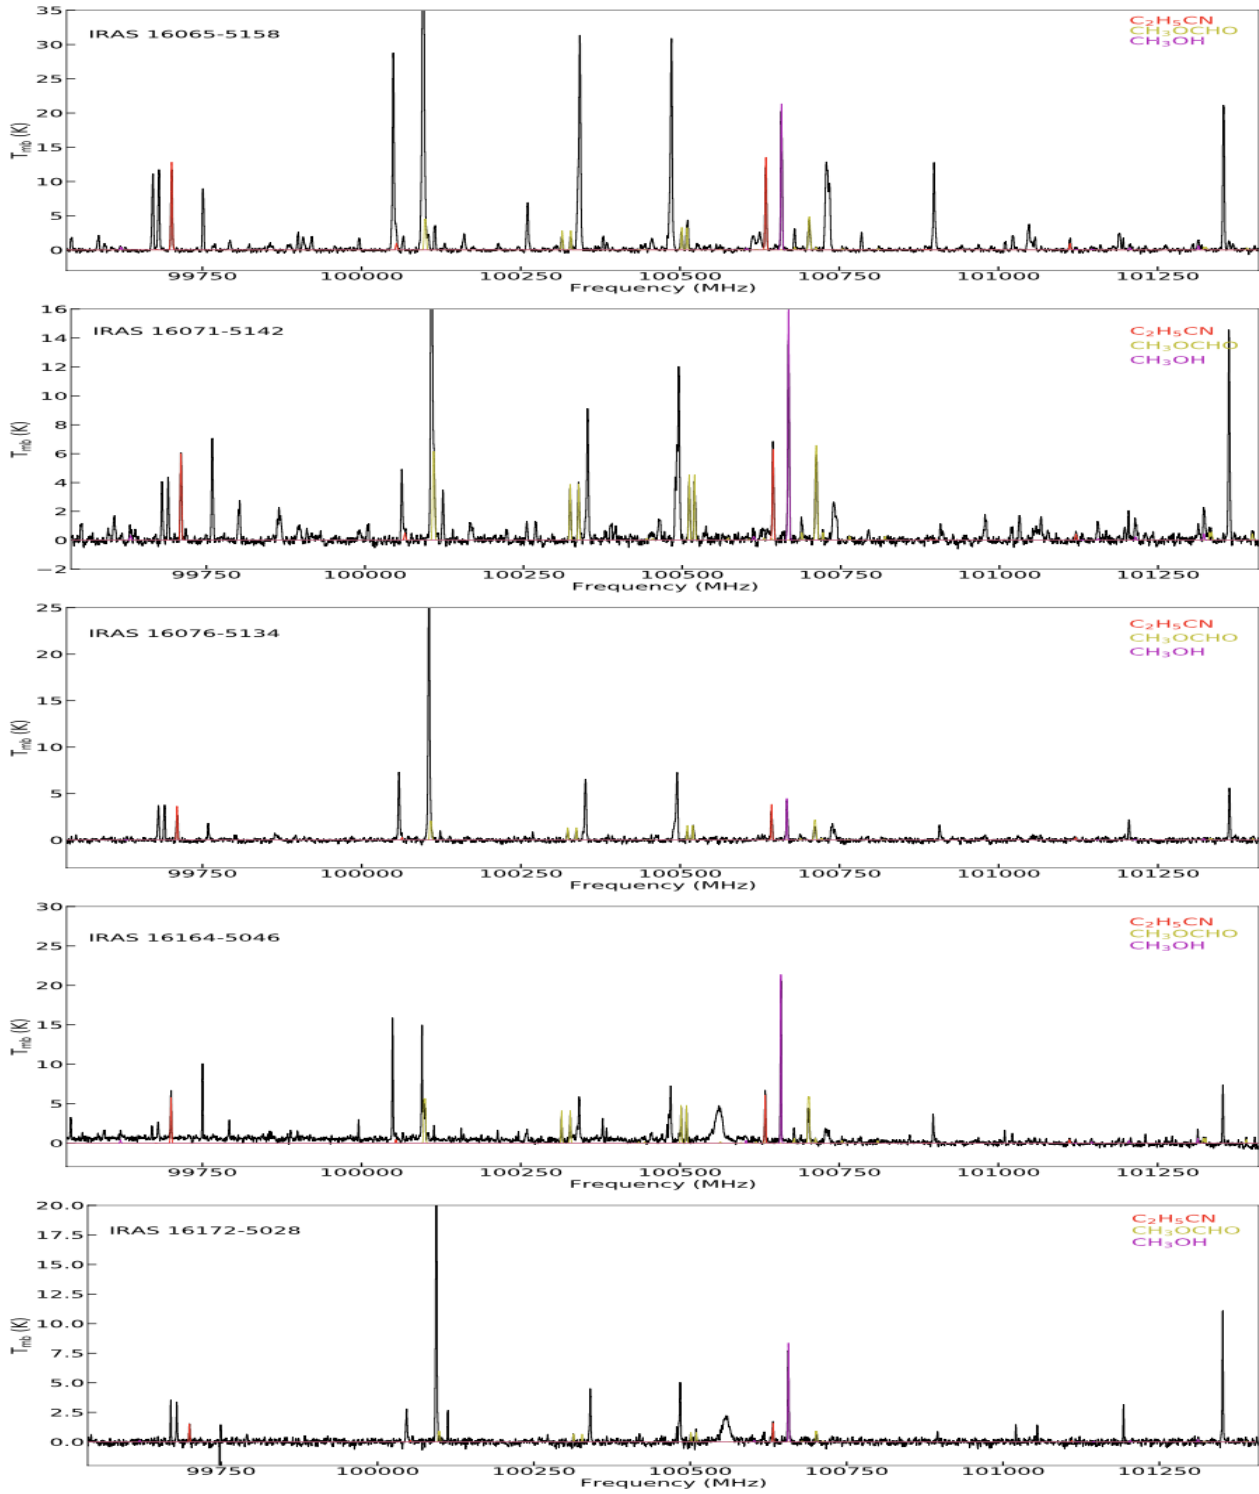 35
30
25
20
15
10
5
0
T_mb (K)
IRAS 16065-5158
C₂H₅CN
CH₃OCHO
CH₃OH
99750 100000 100250 100500 100750 101000 101250
Frequency (MHz)
16
14
12
10
8
6
4
2
0
−2
T_mb (K)
IRAS 16071-5142
C₂H₅CN
CH₃OCHO
CH₃OH
99750 100000 100250 100500 100750 101000 101250
Frequency (MHz)
25
20
15
10
5
0
T_mb (K)
IRAS 16076-5134
C₂H₅CN
CH₃OCHO
CH₃OH
99750 100000 100250 100500 100750 101000 101250
Frequency (MHz)
30
25
20
15
10
5
0
T_mb (K)
IRAS 16164-5046
C₂H₅CN
CH₃OCHO
CH₃OH
99750 100000 100250 100500 100750 101000 101250
Frequency (MHz)
20.0
17.5
15.0
12.5
10.0
7.5
5.0
2.5
0.0
T_mb (K)
IRAS 16172-5028
C₂H₅CN
CH₃OCHO
CH₃OH
99750 100000 100250 100500 100750 101000 101250
Frequency (MHz)